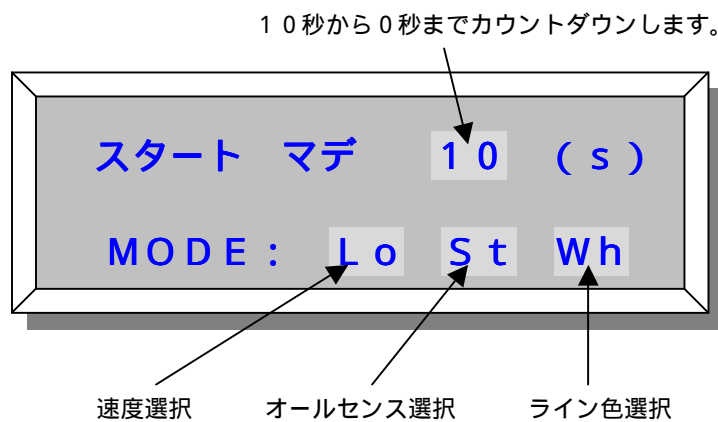 １０秒から０秒までカウントダウンします。
スタート　マデ　１０　（ｓ）
ＭＯＤＥ：　Ｌｏ　Ｓｔ　Ｗｈ
速度選択　オールセンス選択　ライン色選択